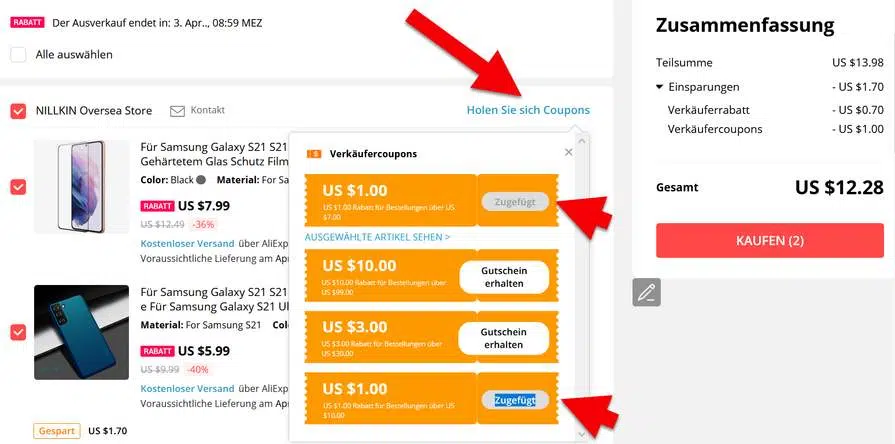 RABATT Der Ausverkauf endet in: 3. Apr.., 08:59 MEZ
Alle auswählen
NILLKIN Oversea Store Kontakt Holen Sie sich Coupons
Für Samsung Galaxy S21 S21
Gehärtetem Glas Schutz Film
Color: Black Material: For Sa
RABATT US $7.99
US $12.49 -36%
Kostenloser Versand über AliExp
Voraussichtliche Lieferung am Apr
Für Samsung Galaxy S21 S21
e Für Samsung Galaxy S21 Ul
Material: For Samsung S21 Colo
RABATT US $5.99
US $9.99 -40%
Kostenloser Versand über AliExp
Voraussichtliche Lieferung am Apr
Gespart US $1.70
Verkäufercoupons
US $1.00
US $1.00 Rabatt für Bestellungen über US
$7.00
Zugefügt
AUSGEWÄHLTE ARTIKEL SEHEN >
US $10.00
US $10.00 Rabatt für Bestellungen über
US $99.00
Gutschein
erhalten
US $3.00
US $3.00 Rabatt für Bestellungen über
US $39.00
Gutschein
erhalten
US $1.00
US $1.00 Rabatt für Bestellungen über US
$10.00
Zugefügt
Zusammenfassung
Teilsumme US $13.98
Einsparungen - US $1.70
Verkäuferrabatt - US $0.70
Verkäufercoupons - US $1.00
Gesamt US $12.28
KAUFEN (2)